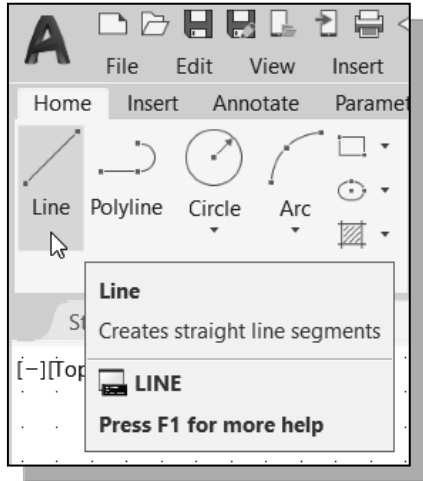 File Edit View Insert
Home Insert Annotate Paramet
Line Polyline Circle Arc
Line
St
Creates straight line segments
[−][Top
LINE
Press F1 for more help